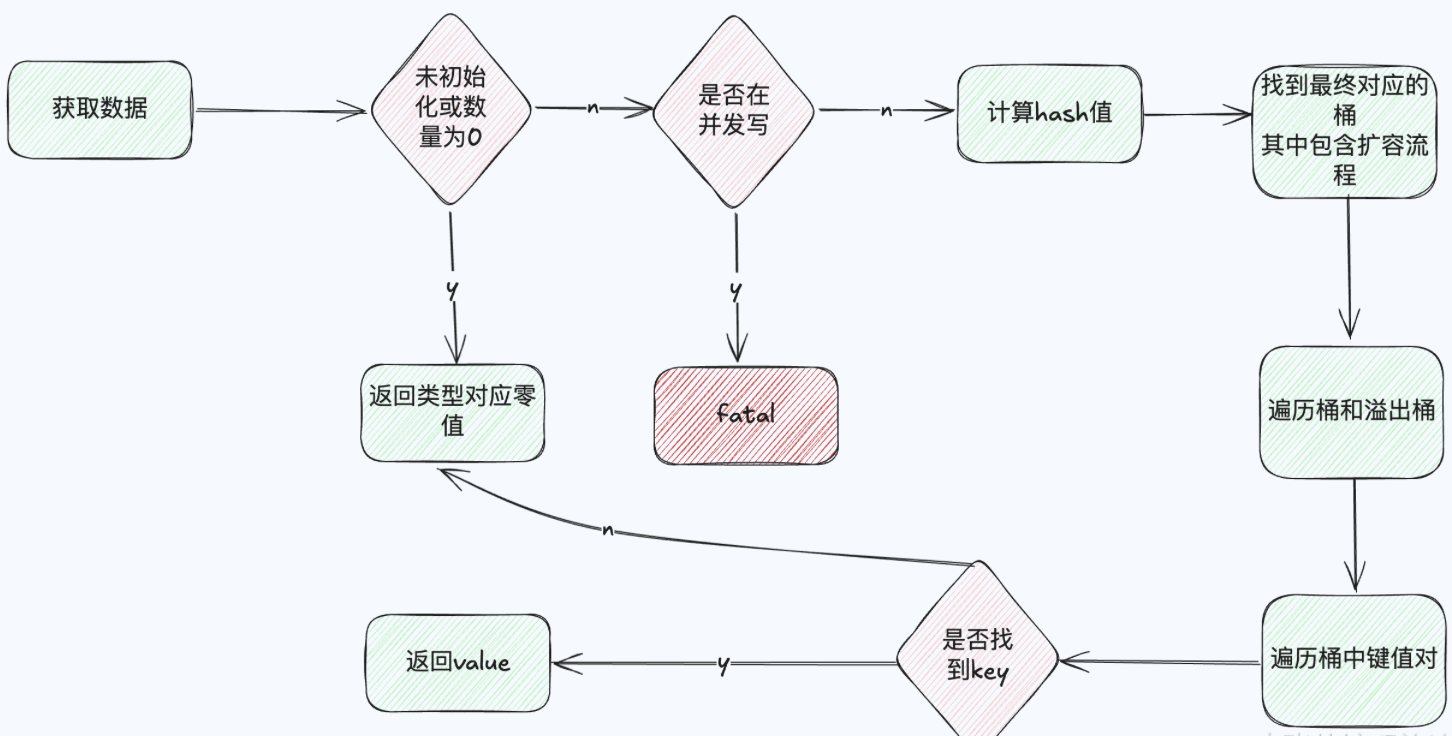 获取数据
未初始
化或数
量为0
n
是否在
并发写
n
计算hash值
找到最终对应的
桶
其中包含扩容流
程
y
y
返回类型对应零
值
fatal
遍历桶和溢出桶
n
返回value
y
是否找
到key
遍历桶中键值对